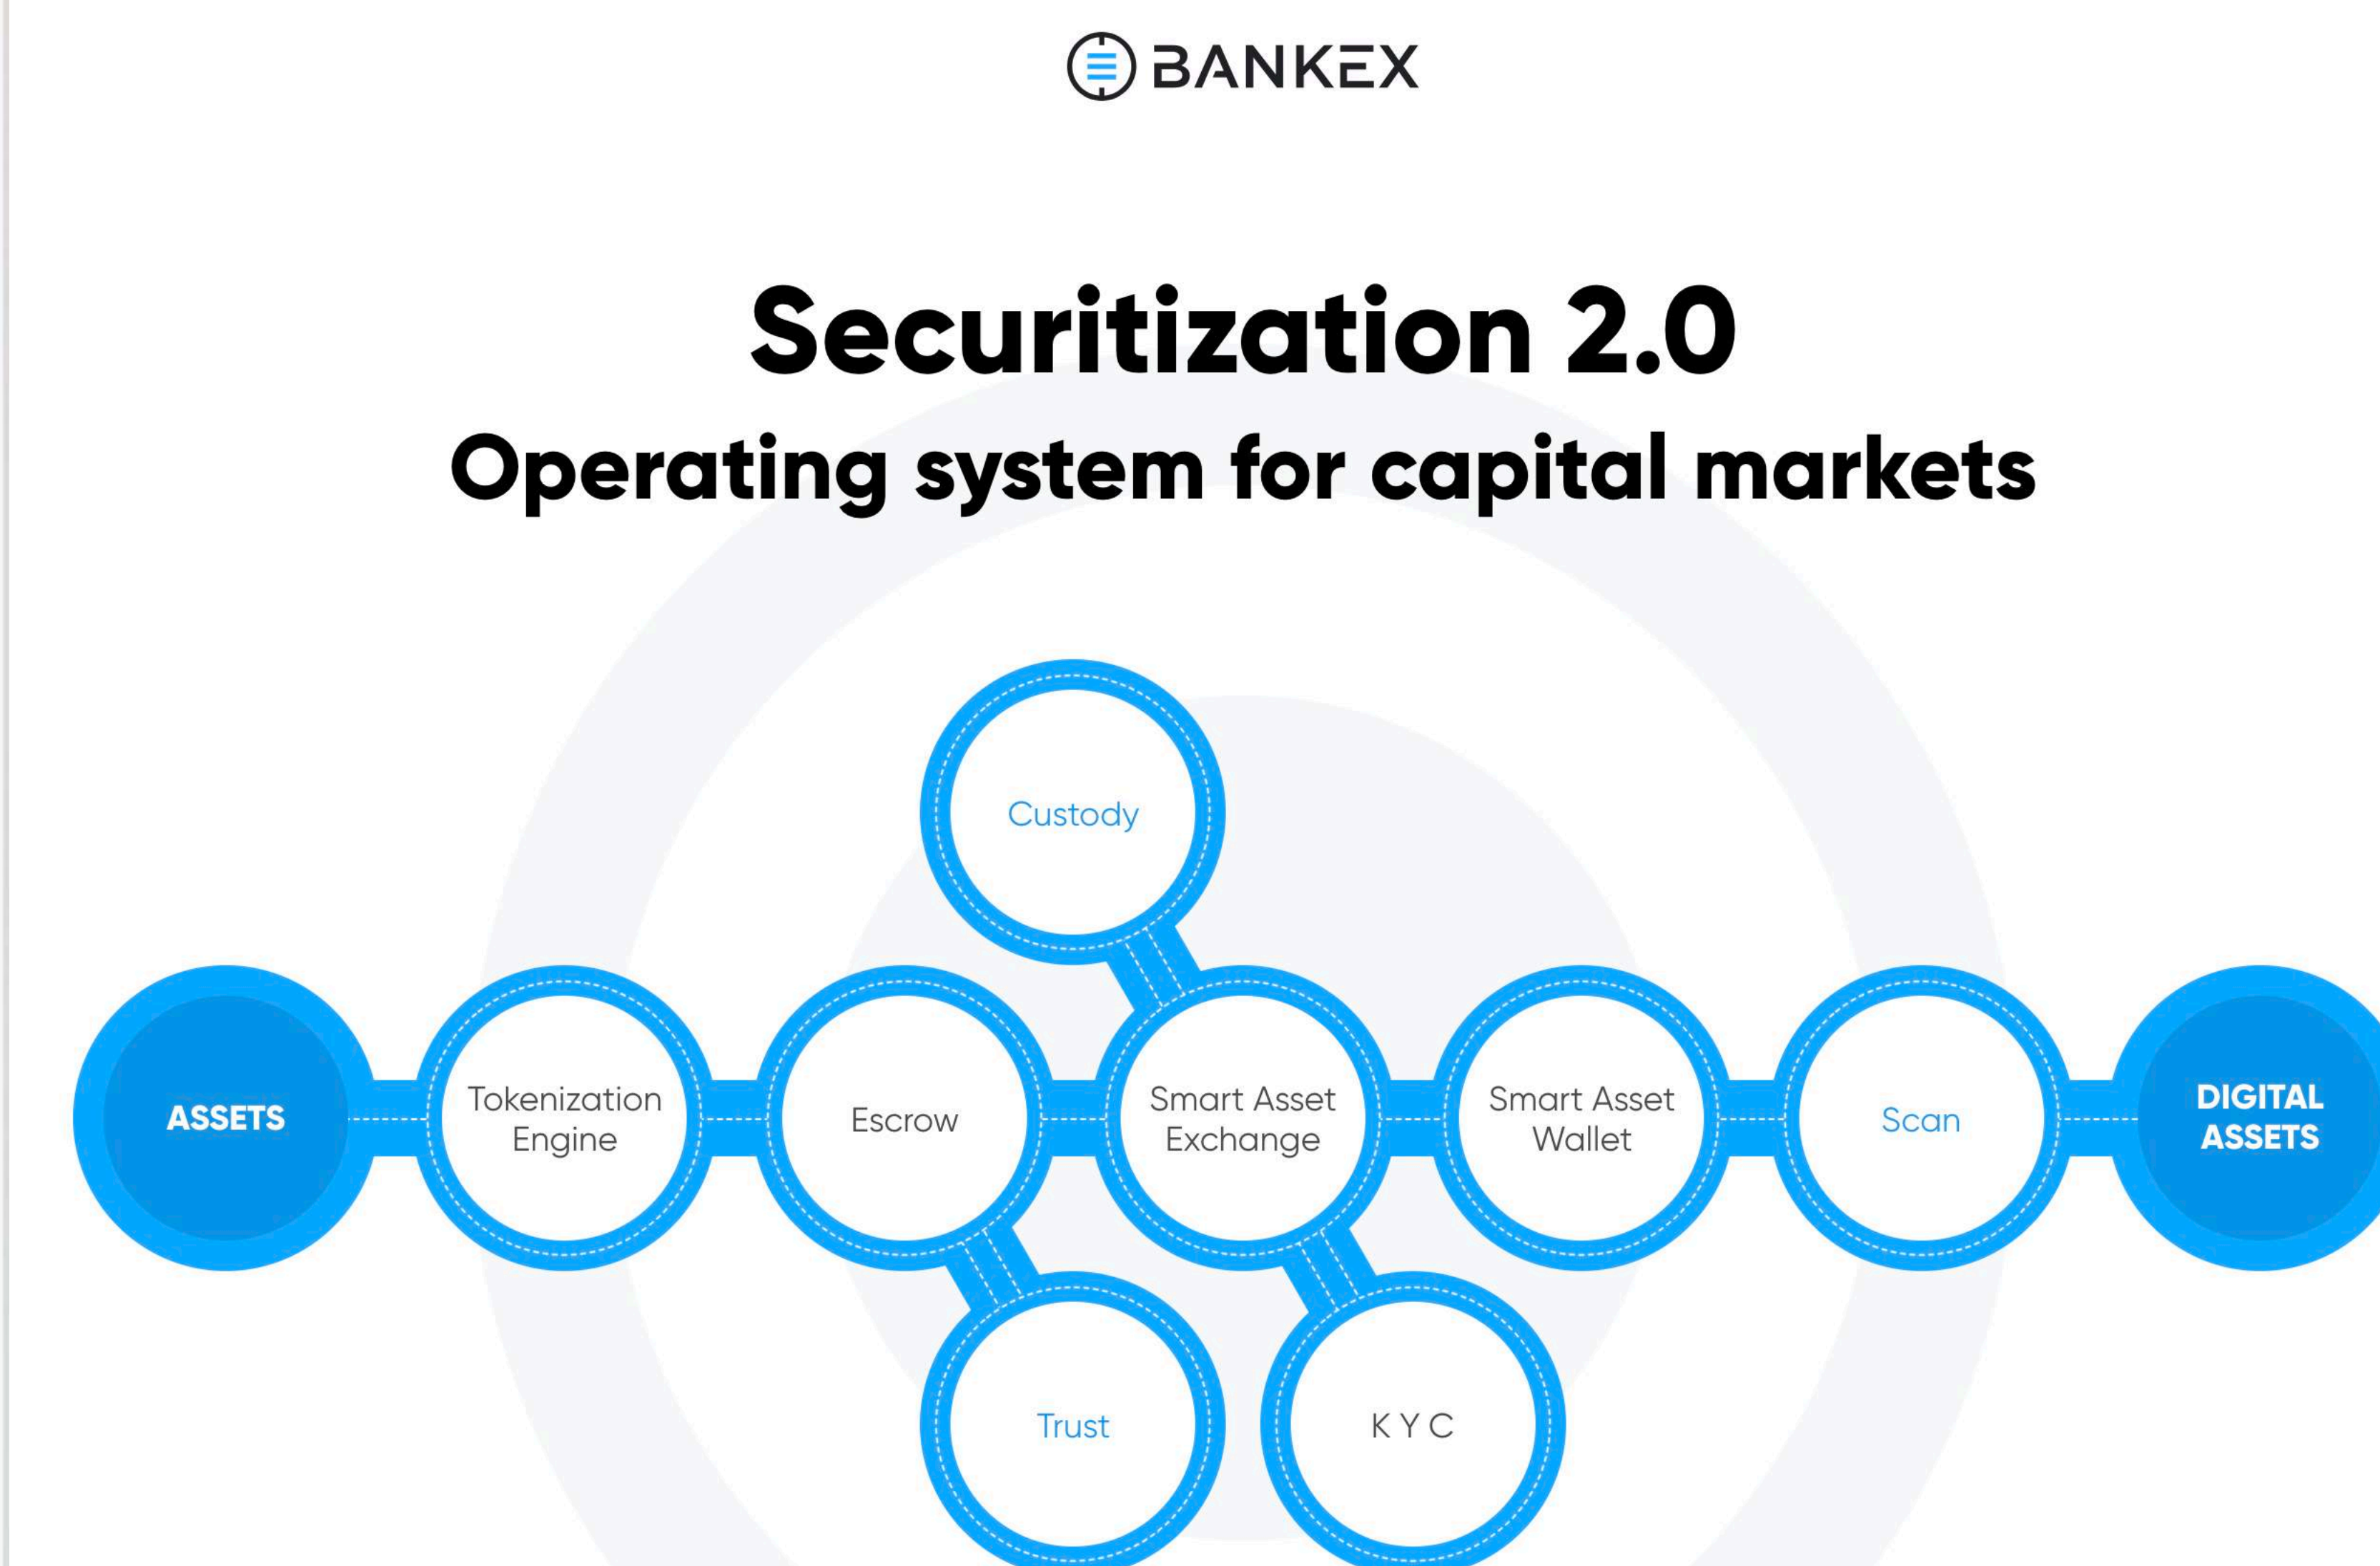 BANKEX
Securitization 2.0
Operating system for capital markets
Custody
ASSETS
Tokenization
Engine
Escrow
Smart Asset
Exchange
Smart Asset
Wallet
Scan
DIGITAL
ASSETS
Trust
K Y C